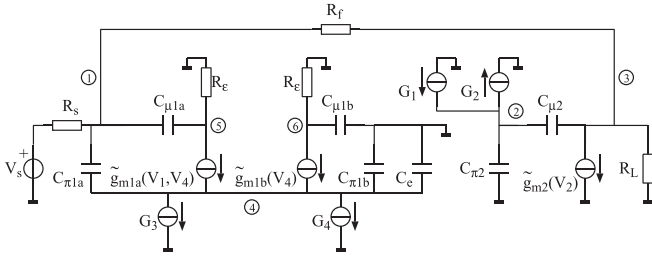 R_f
① R_ε R_ε G_1 G_2 ③
R_s C_μ1a ⑤ ⑥ C_μ1b ② C_μ2
V_s + C_π1a g̃_m1a(V_1,V_4) g̃_m1b(V_4) C_π1b C_e C_π2 g̃_m2(V_2) R_L
G_3 ④ G_4